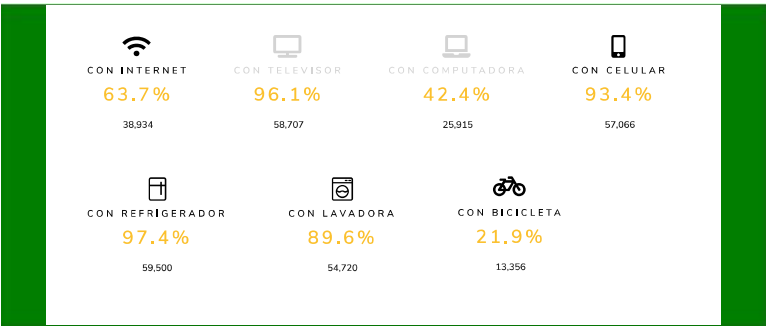 CON INTERNET
63.7%
38,934
CON TELEVISOR
96.1%
58,707
CON COMPUTADORA
42.4%
25,915
CON CELULAR
93.4%
57,066
CON REFRIGERADOR
97.4%
59,500
CON LAVADORA
89.6%
54,720
CON BICICLETA
21.9%
13,356